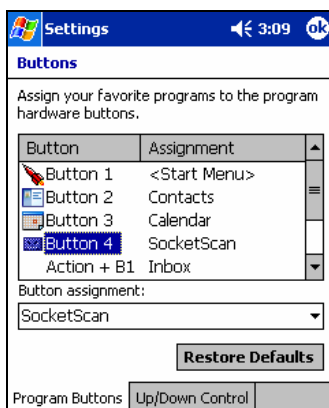 Settings 3:09 ok
Buttons
Assign your favorite programs to the program
hardware buttons.
Button Assignment
Button 1 <Start Menu>
Button 2 Contacts
Button 3 Calendar
Button 4 SocketScan
Action + B1 Inbox
Button assignment:
SocketScan
Restore Defaults
Program Buttons Up/Down Control